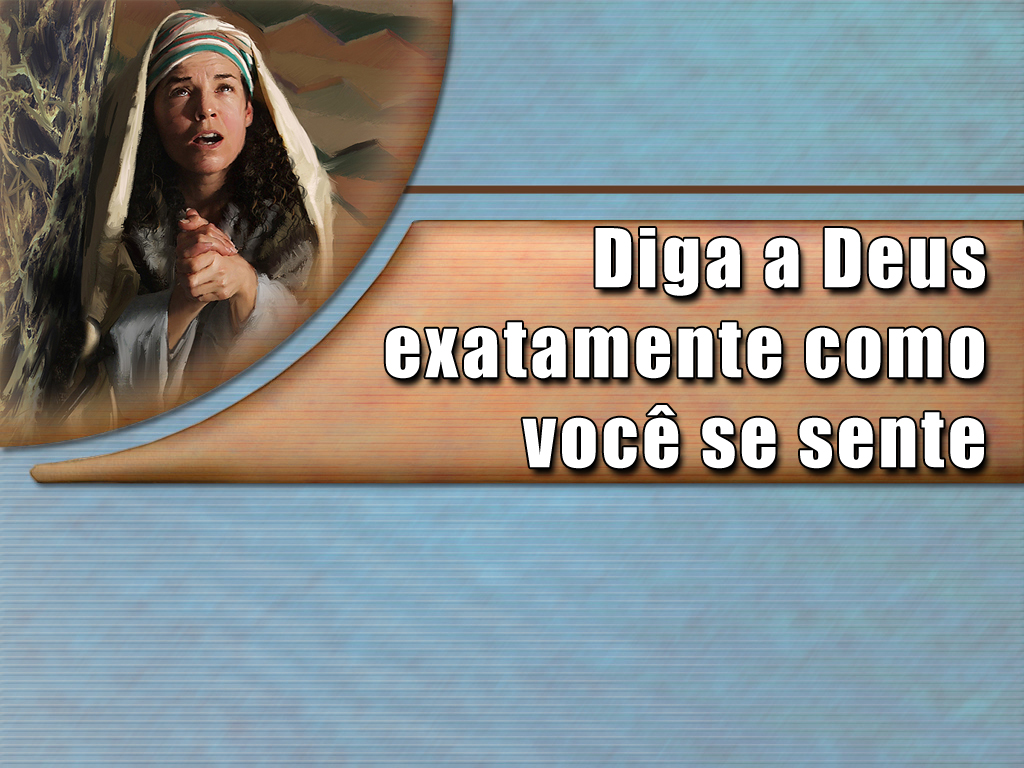 Diga a Deus
exatamente como
você se sente